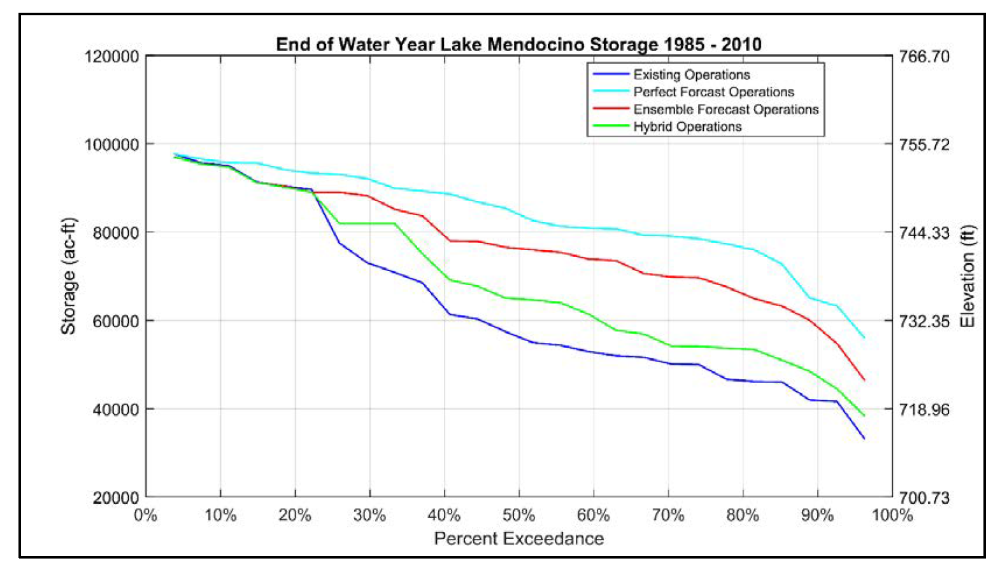 End of Water Year Lake Mendocino Storage 1985 - 2010
120000
100000
80000
60000
40000
20000
Storage (ac-ft)
766.70
755.72
744.33
732.35
718.96
700.73
Elevation (ft)
Existing Operations
Perfect Forcast Operations
Ensemble Forecast Operations
Hybrid Operations
0% 10% 20% 30% 40% 50% 60% 70% 80% 90% 100%
Percent Exceedance